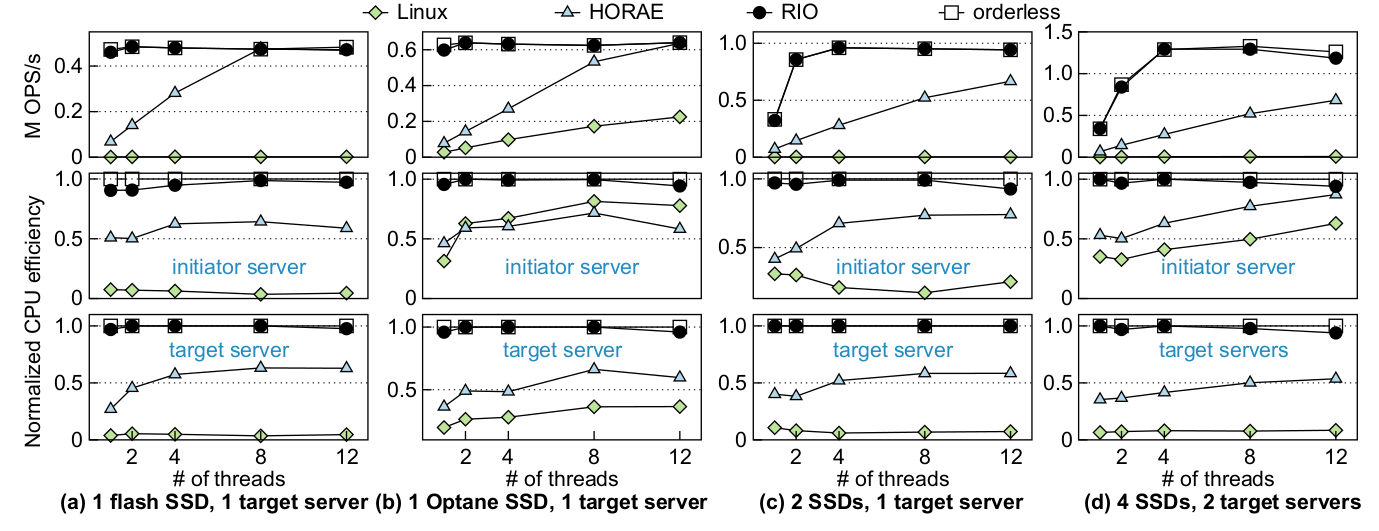 Linux HORAE RIO orderless
M OPS/s
0.4
0.2
0
0.6
0.4
0.2
0
1.0
0.5
0
1.5
1.0
0.5
0
Normalized CPU efficiency
1.0
0.5
0
initiator server
1.0
0.5
0
initiator server
1.0
0.5
initiator server
1.0
0.5
0
initiator server
1.0
0.5
0
target server
1.0
0.5
target server
1.0
0.5
0
target server
1.0
0.5
0
target servers
2 4 8 12
2 4 8 12
2 4 8 12
2 4 8 12
# of threads
# of threads
# of threads
# of threads
(a) 1 flash SSD, 1 target server
(b) 1 Optane SSD, 1 target server
(c) 2 SSDs, 1 target server
(d) 4 SSDs, 2 target servers